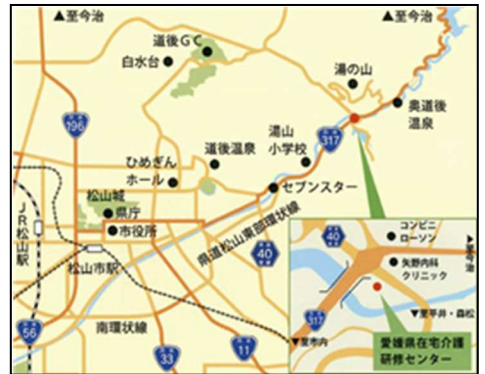 ▲至今治
▲至今治
道後GC
白水台
湯の山
奥道後
温泉
196
317
湯山
小学校
道後温泉
ひめぎん
ホール
セブンスター
松山城
県庁
市役所
JR松山駅
松山市駅
県道松山東部環状線
40
南環状線
56
33
11
40
コンビニ
ローソン
▲至今治
矢野内科
クリニック
317
▼至市内
▼至平井・森松
愛媛県在宅介護
研修センター